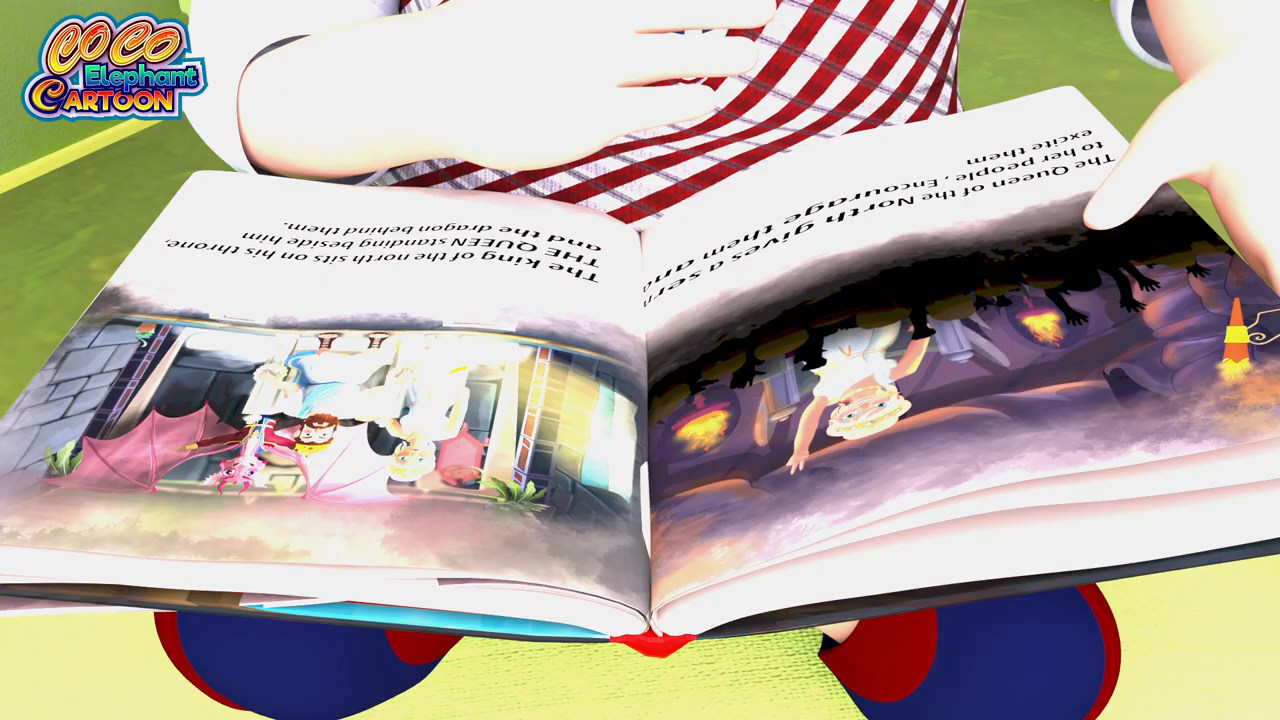 COCO
Elephant
CARTOON
The king of the north sits on his throne,
THE QUEEN standing beside him
and the dragon behind them.
The Queen of the North gives a serm
to her people, Encourage them and
excite them